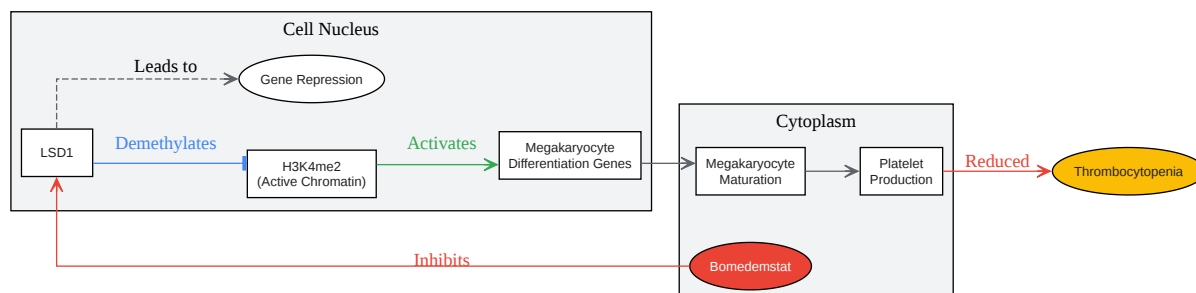 Cell Nucleus
Leads to
Gene Repression
LSD1
Demethylates
H3K4me2
(Active Chromatin)
Activates
Megakaryocyte
Differentiation Genes
Cytoplasm
Megakaryocyte
Maturation
Platelet
Production
Reduced
Thrombocytopenia
Inhibits
Bomedemstat